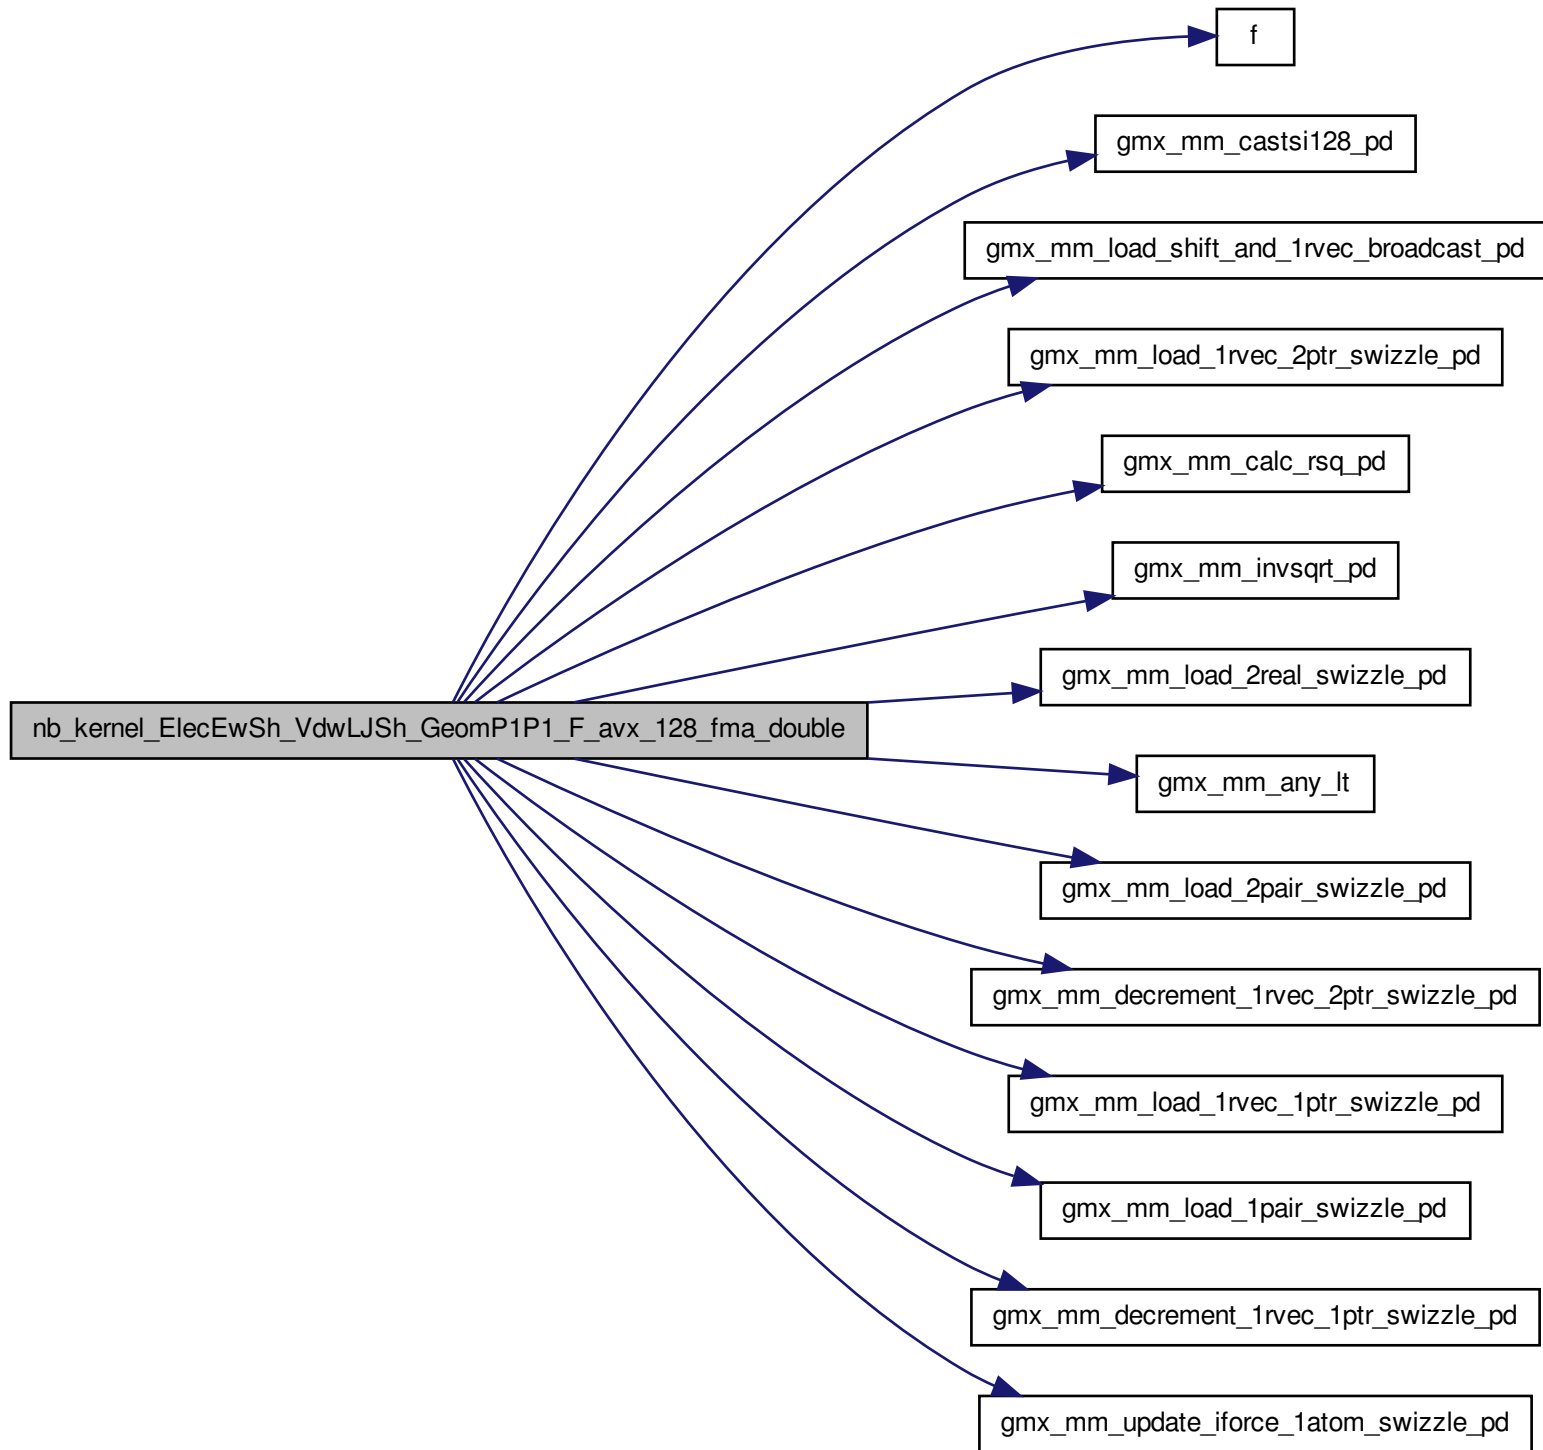 f
gmx_mm_castsi128_pd
gmx_mm_load_shift_and_1rvec_broadcast_pd
gmx_mm_load_1rvec_2ptr_swizzle_pd
gmx_mm_calc_rsq_pd
gmx_mm_invsqrt_pd
gmx_mm_load_2real_swizzle_pd
nb_kernel_ElecEwSh_VdwLJSh_GeomP1P1_F_avx_128_fma_double
gmx_mm_any_lt
gmx_mm_load_2pair_swizzle_pd
gmx_mm_decrement_1rvec_2ptr_swizzle_pd
gmx_mm_load_1rvec_1ptr_swizzle_pd
gmx_mm_load_1pair_swizzle_pd
gmx_mm_decrement_1rvec_1ptr_swizzle_pd
gmx_mm_update_iforce_1atom_swizzle_pd